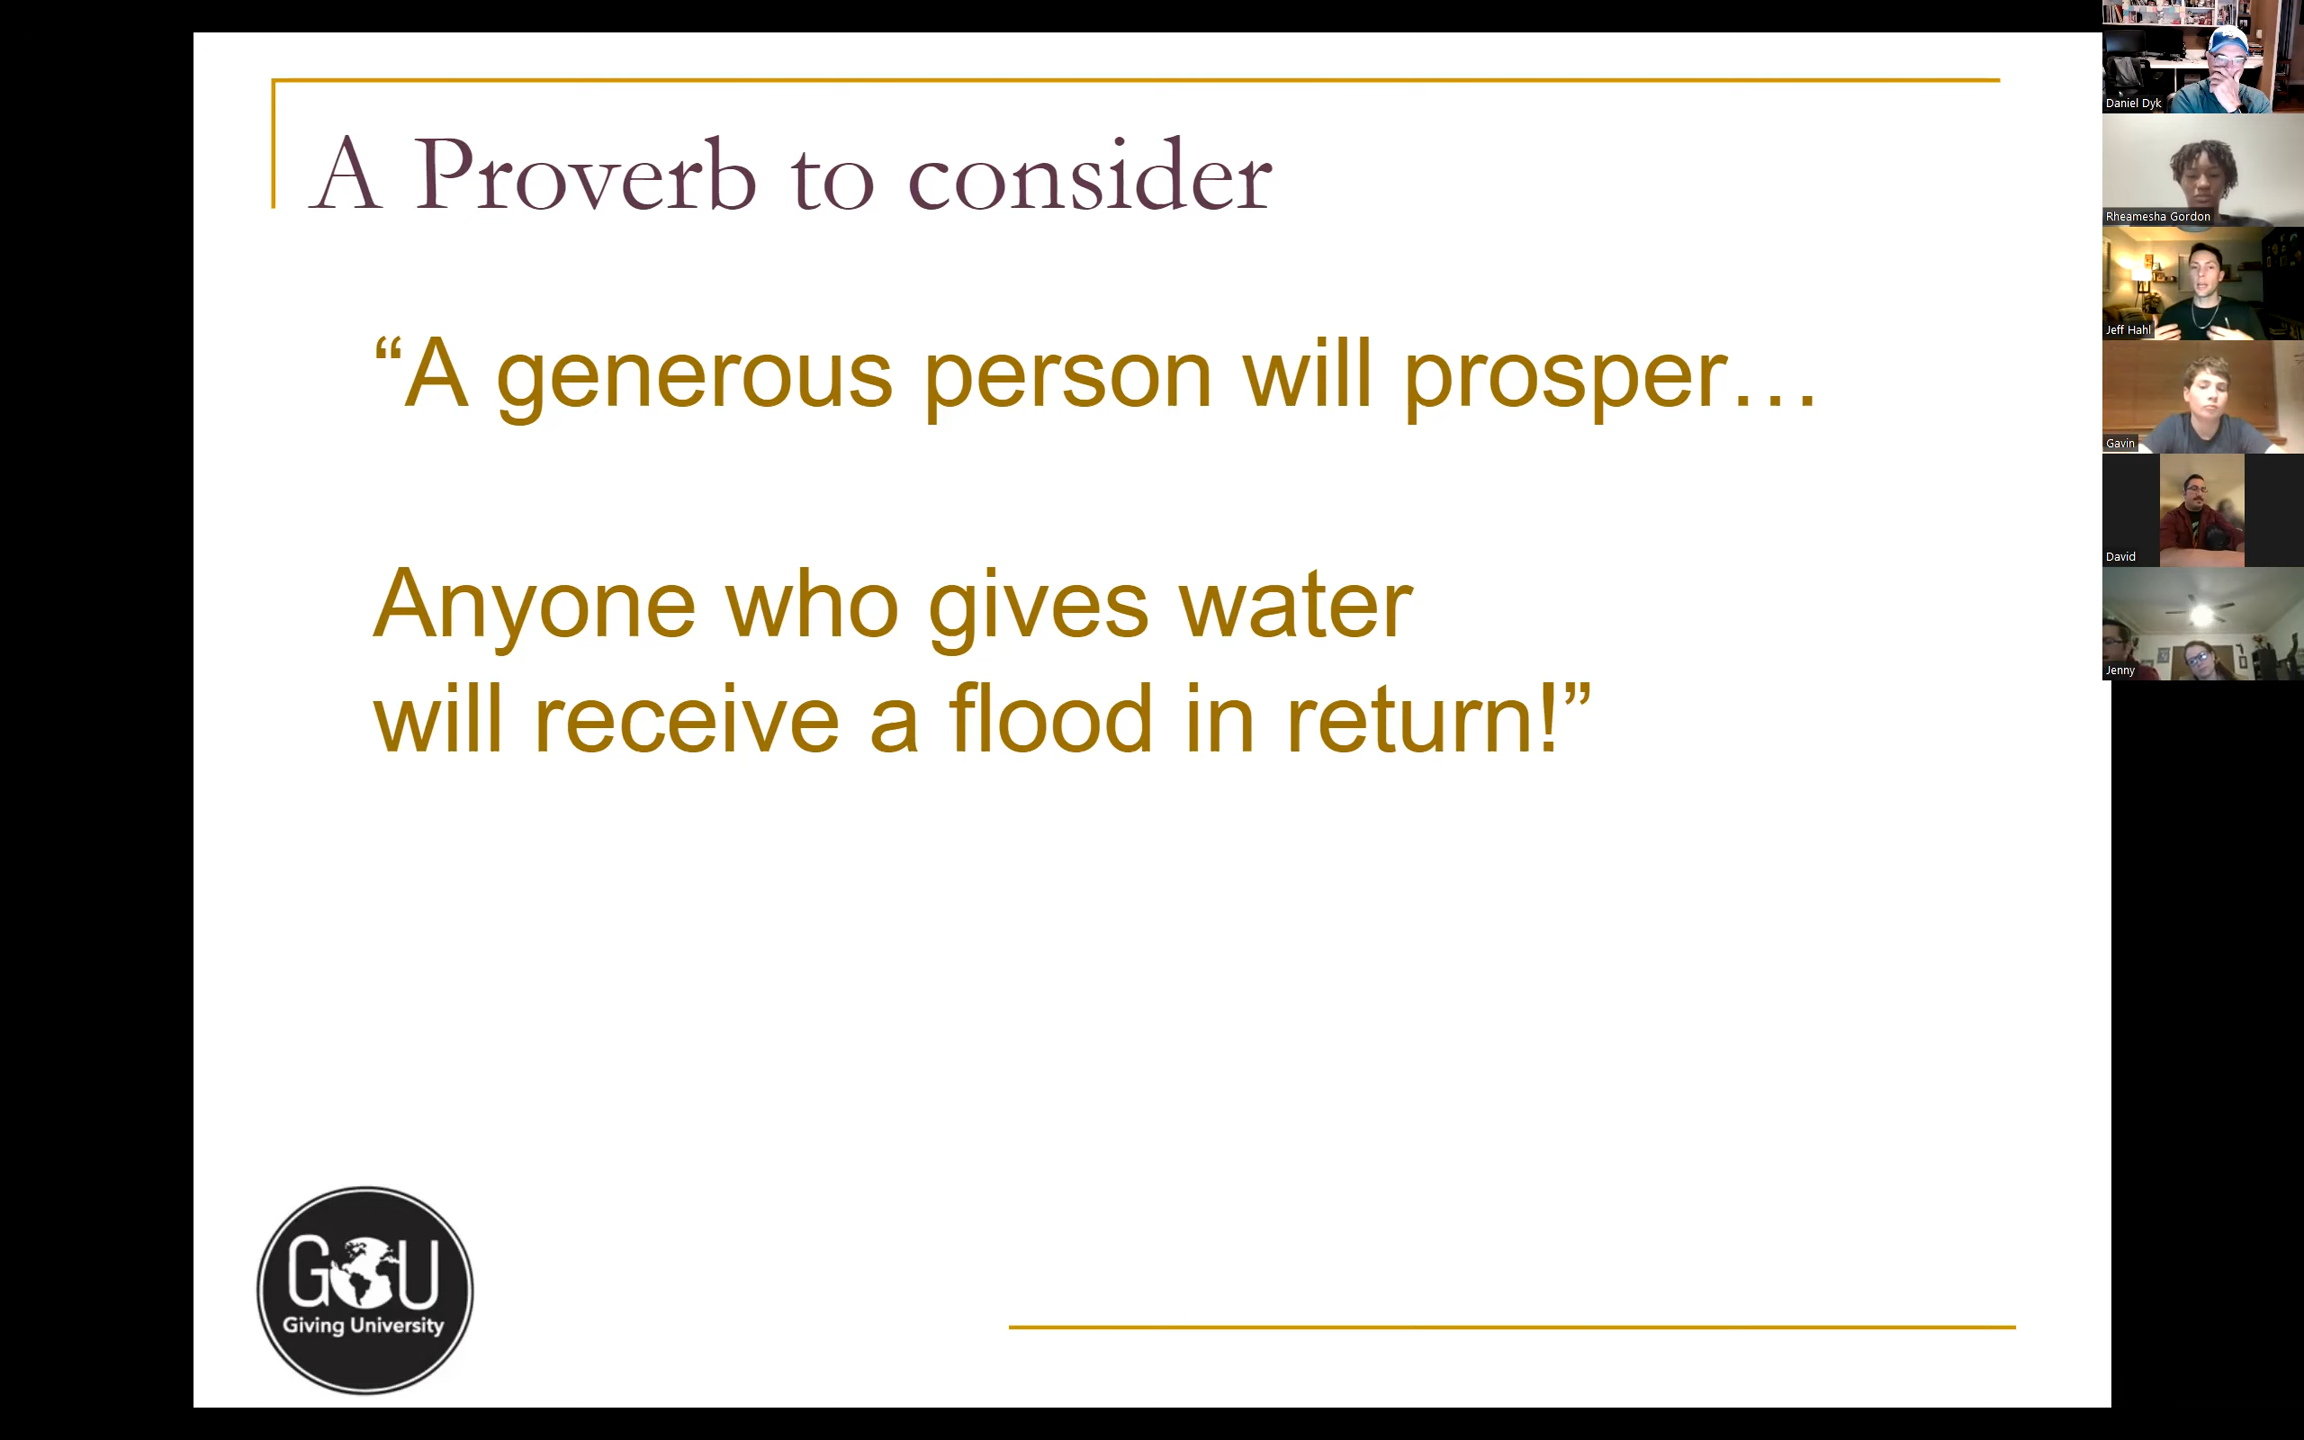 A Proverb to consider
“A generous person will prosper…
Anyone who gives water
will receive a flood in return!”
GU
Giving University
Daniel Dyk
Rheamesha Gordon
Jeff Hahl
Gavin
David
Jenny